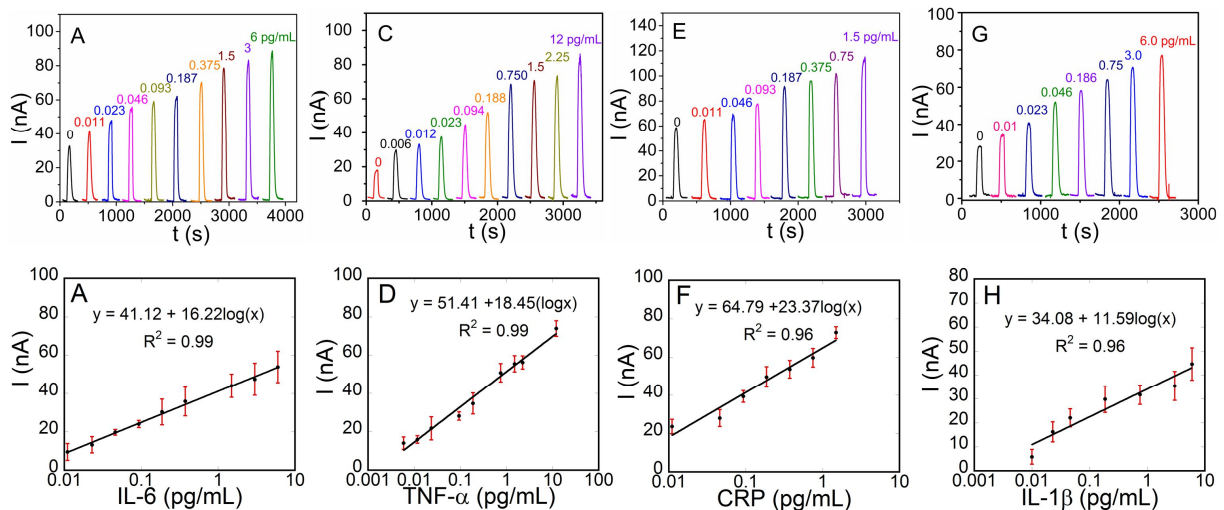 A
I (nA)
100
80
60
40
20
0
0
0.011
0.023
0.046
0.093
0.187
0.375
1.5
3
6 pg/mL
0 1000 2000 3000 4000
t (s)
C
I (nA)
100
80
60
40
20
0
0
0.006
0.012
0.023
0.094
0.188
0.750
1.5
2.25
12 pg/mL
0 1000 2000 3000
t (s)
E
I (nA)
140
120
100
80
60
40
20
0
0
0.011
0.046
0.093
0.187
0.375
0.75
1.5 pg/mL
0 1000 2000 3000
t (s)
G
I (nA)
100
80
60
40
20
0
0
0.01
0.023
0.046
0.186
0.75
3.0
6.0 pg/mL
0 1000 2000 3000
t (s)
A
y = 41.12 + 16.22log(x)
R² = 0.99
I (nA)
100
80
60
40
20
0
0.01 0.1 1 10
IL-6 (pg/mL)
D
y = 51.41 +18.45(logx)
R² = 0.99
I (nA)
100
80
60
40
20
0
0.001 0.01 0.1 1 10 100
TNF-α (pg/mL)
F
y = 64.79 +23.37log(x)
R² = 0.96
I (nA)
100
80
60
40
20
0
0.01 0.1 1 10
CRP (pg/mL)
H
y = 34.08 + 11.59log(x)
R² = 0.96
I (nA)
80
70
60
50
40
30
20
10
0
0.001 0.01 0.1 1 10
IL-1β (pg/mL)